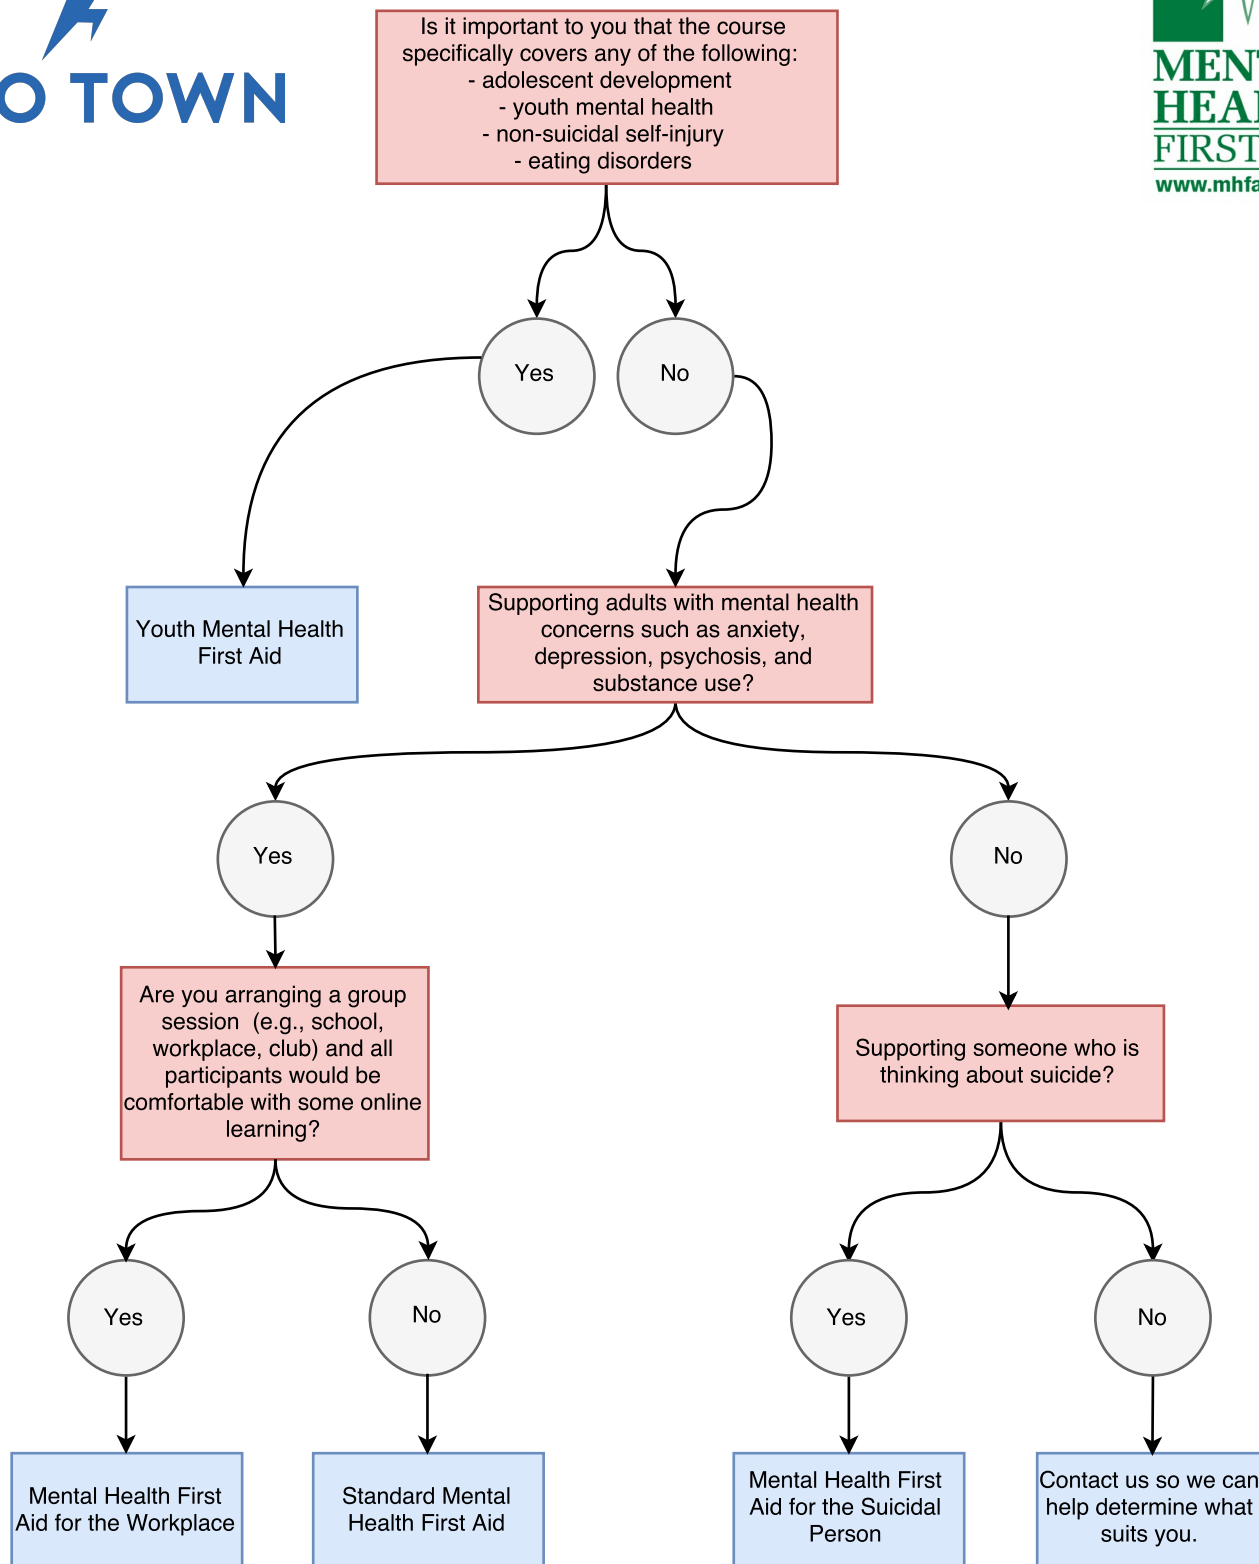 O TOWN
MEN
HEA
FIRST
www.mhfa
Is it important to you that the course
specifically covers any of the following:
- adolescent development
- youth mental health
- non-suicidal self-injury
- eating disorders
Yes
No
Youth Mental Health
First Aid
Supporting adults with mental health
concerns such as anxiety,
depression, psychosis, and
substance use?
Yes
No
Are you arranging a group
session (e.g., school,
workplace, club) and all
participants would be
comfortable with some online
learning?
Supporting someone who is
thinking about suicide?
Yes
No
Yes
No
Mental Health First
Aid for the Workplace
Standard Mental
Health First Aid
Mental Health First
Aid for the Suicidal
Person
Contact us so we can
help determine what
suits you.